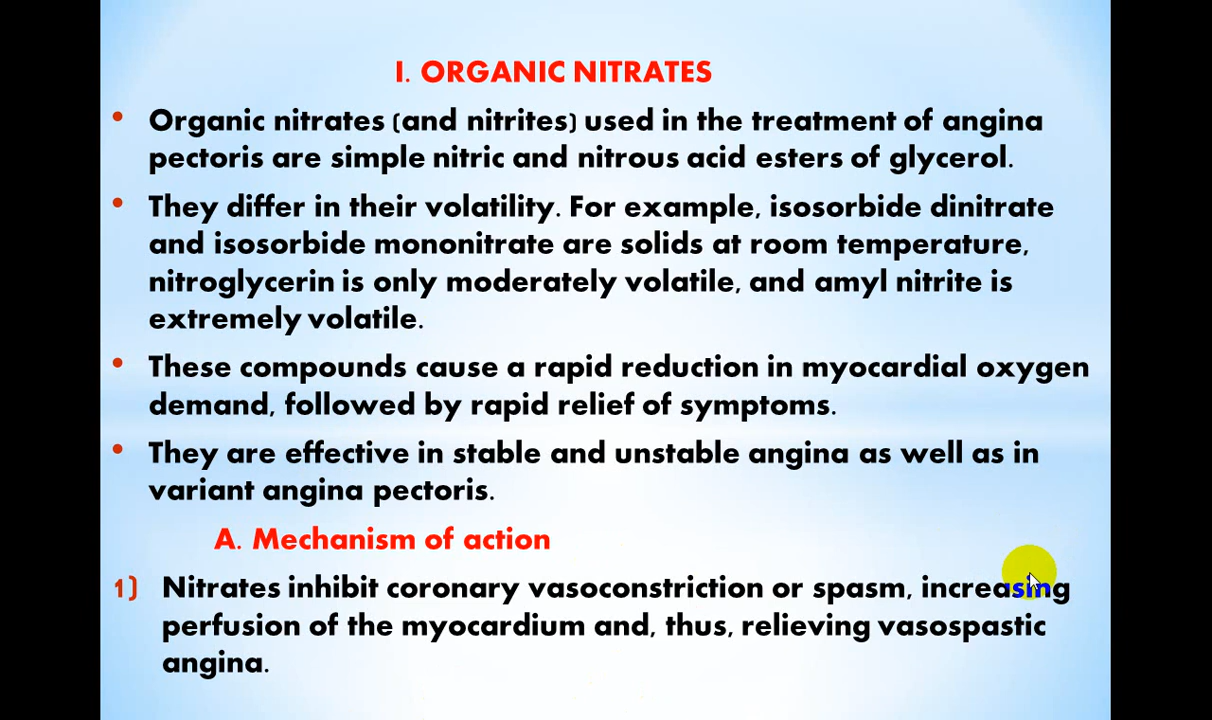 I. ORGANIC NITRATES
• Organic nitrates (and nitrites) used in the treatment of angina
pectoris are simple nitric and nitrous acid esters of glycerol.
• They differ in their volatility. For example, isosorbide dinitrate
and isosorbide mononitrate are solids at room temperature,
nitroglycerin is only moderately volatile, and amyl nitrite is
extremely volatile.
• These compounds cause a rapid reduction in myocardial oxygen
demand, followed by rapid relief of symptoms.
• They are effective in stable and unstable angina as well as in
variant angina pectoris.
A. Mechanism of action
1) Nitrates inhibit coronary vasoconstriction or spasm, increasing
perfusion of the myocardium and, thus, relieving vasospastic
angina.